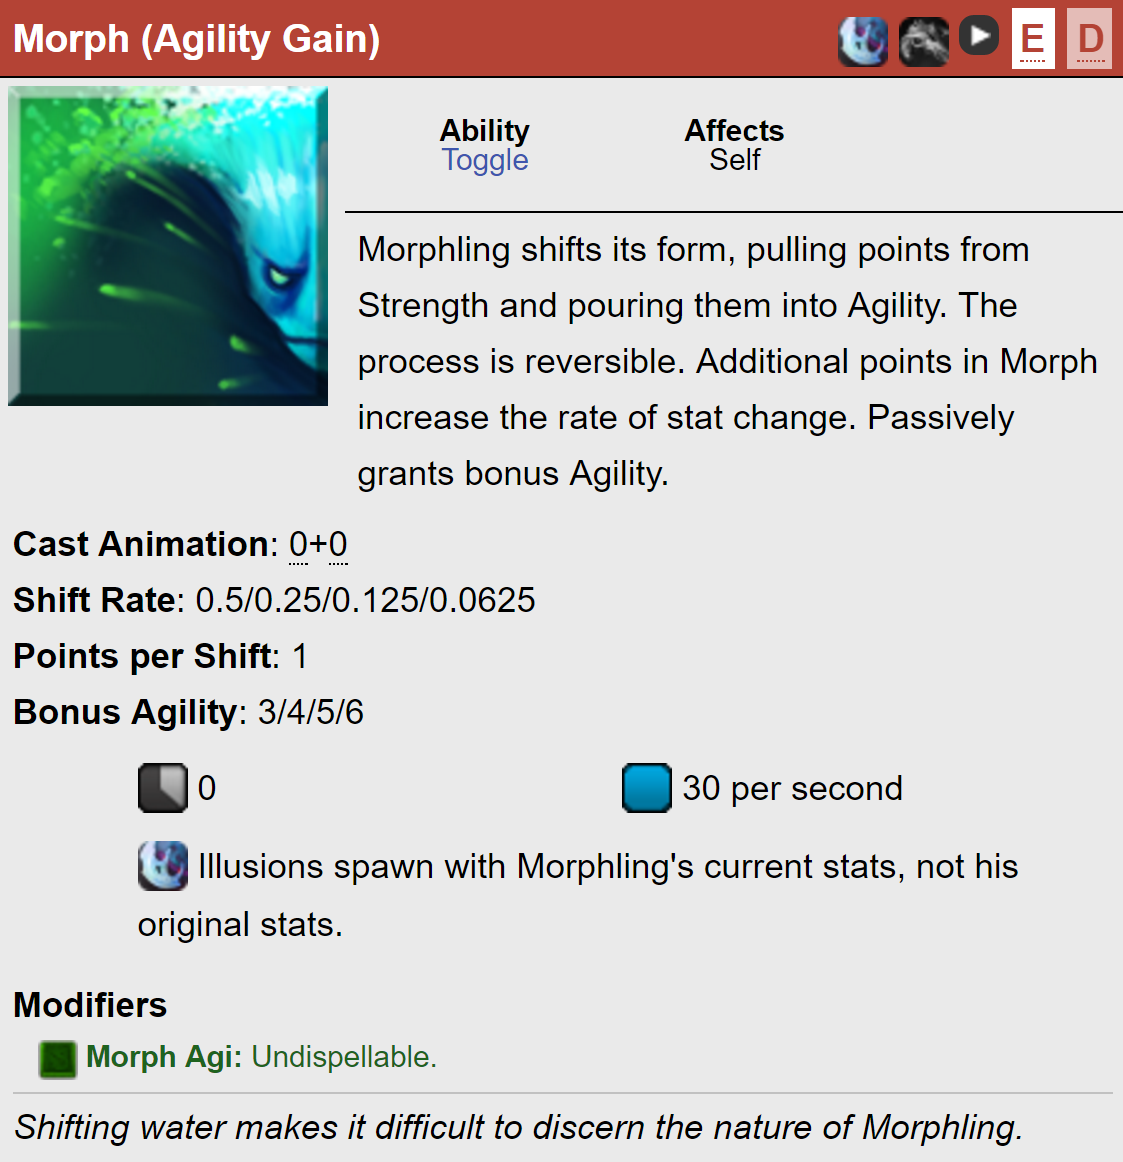 Morph (Agility Gain) E D
Ability Affects
Toggle Self
Morphling shifts its form, pulling points from
Strength and pouring them into Agility. The
process is reversible. Additional points in Morph
increase the rate of stat change. Passively
grants bonus Agility.
Cast Animation: 0+0
Shift Rate: 0.5/0.25/0.125/0.0625
Points per Shift: 1
Bonus Agility: 3/4/5/6
0 30 per second
Illusions spawn with Morphling's current stats, not his
original stats.
Modifiers
Morph Agi: Undispellable.
Shifting water makes it difficult to discern the nature of Morphling.